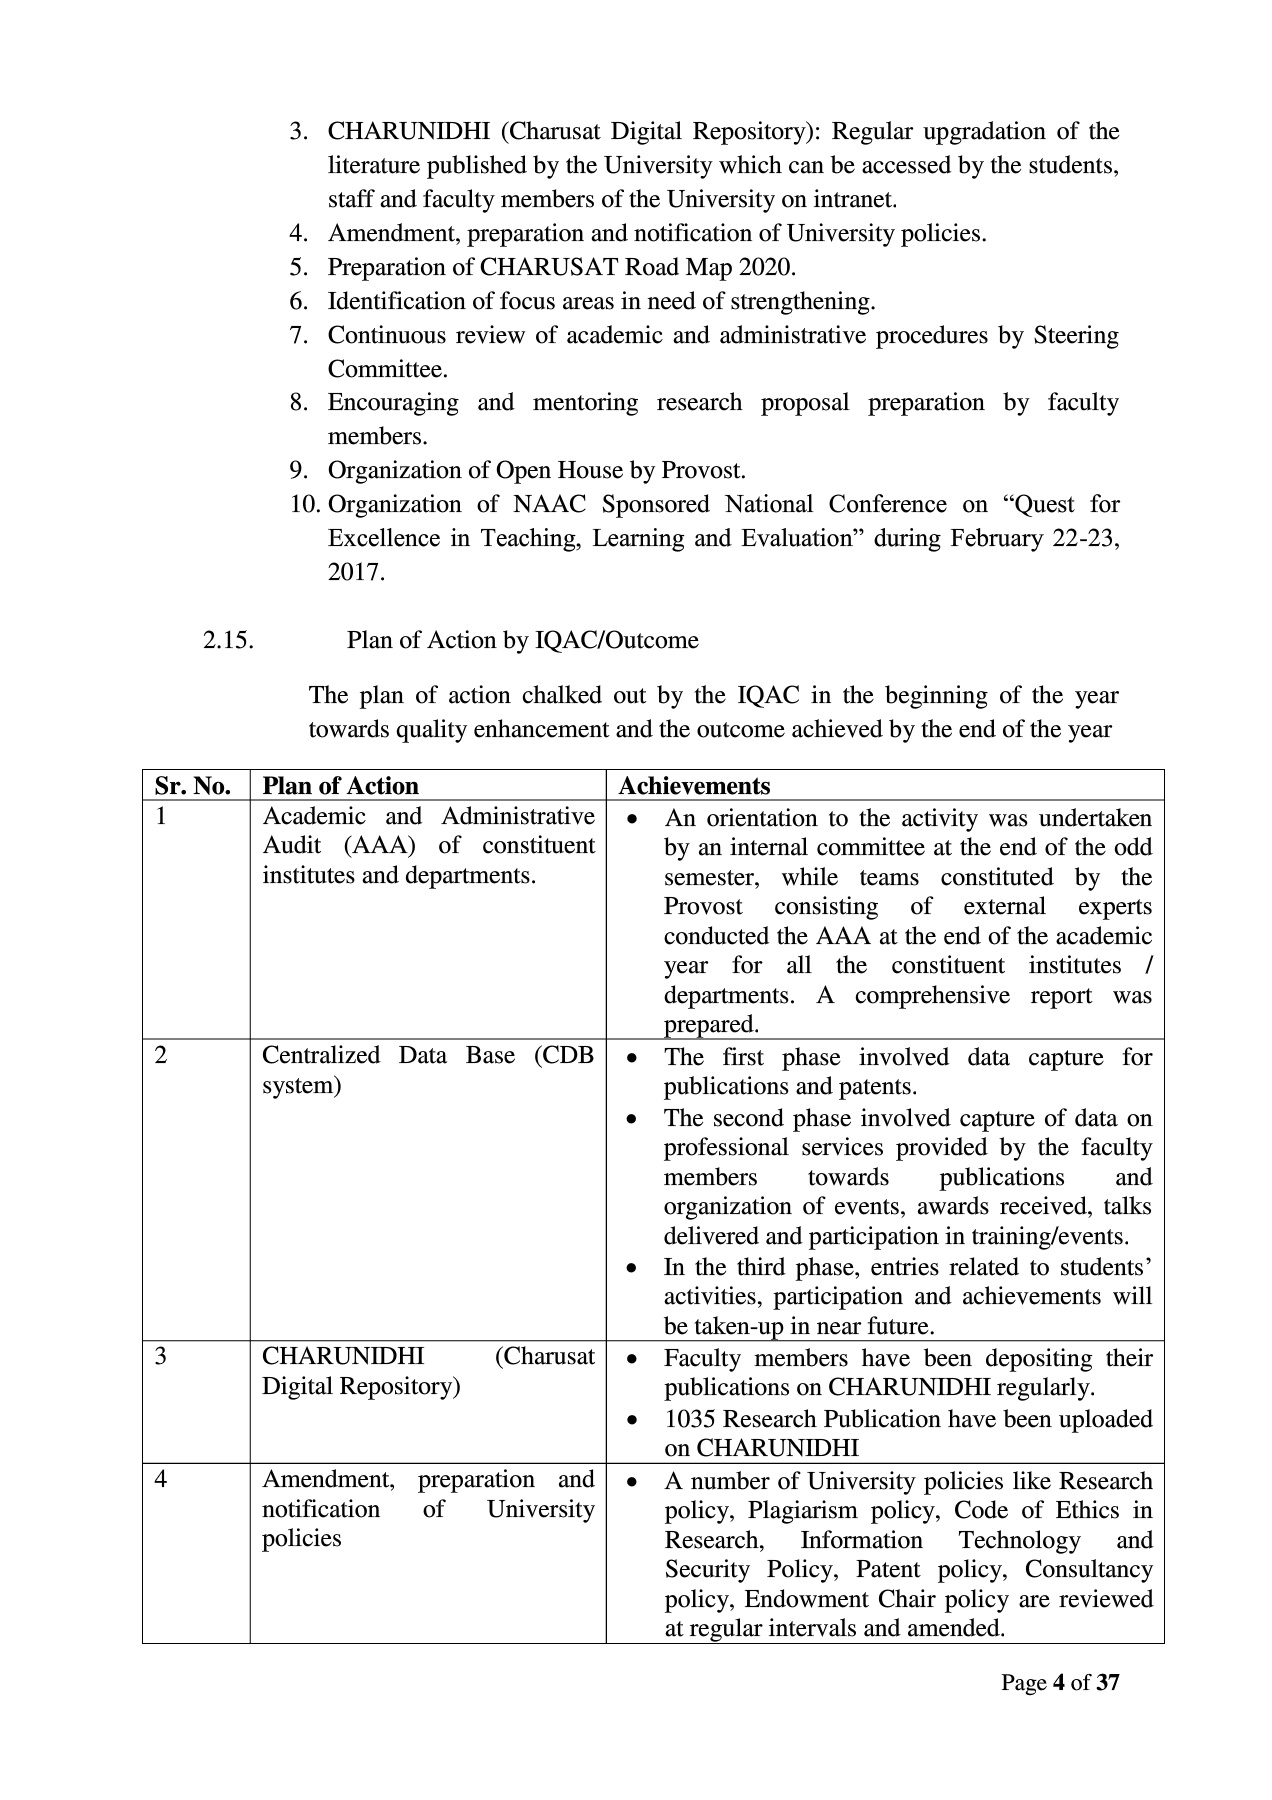 3. CHARUNIDHI (Charusat Digital Repository): Regular upgradation of the
literature published by the University which can be accessed by the students,
staff and faculty members of the University on intranet.
4. Amendment, preparation and notification of University policies.
5. Preparation of CHARUSAT Road Map 2020.
6. Identification of focus areas in need of strengthening.
7. Continuous review of academic and administrative procedures by Steering
Committee.
8. Encouraging and mentoring research proposal preparation by faculty
members.
9. Organization of Open House by Provost.
10. Organization of NAAC Sponsored National Conference on “Quest for
Excellence in Teaching, Learning and Evaluation” during February 22-23,
2017.
2.15. Plan of Action by IQAC/Outcome
The plan of action chalked out by the IQAC in the beginning of the year
towards quality enhancement and the outcome achieved by the end of the year
Sr. No. Plan of Action Achievements
1
Academic and Administrative
Audit (AAA) of constituent
institutes and departments.
• An orientation to the activity was undertaken
by an internal committee at the end of the odd
semester, while teams constituted by the
Provost consisting of external experts
conducted the AAA at the end of the academic
year for all the constituent institutes /
departments. A comprehensive report was
prepared.
2
Centralized Data Base (CDB
system)
• The first phase involved data capture for
publications and patents.
• The second phase involved capture of data on
professional services provided by the faculty
members towards publications and
organization of events, awards received, talks
delivered and participation in training/events.
• In the third phase, entries related to students’
activities, participation and achievements will
be taken-up in near future.
3
CHARUNIDHI (Charusat
Digital Repository)
• Faculty members have been depositing their
publications on CHARUNIDHI regularly.
• 1035 Research Publication have been uploaded
on CHARUNIDHI
4
Amendment, preparation and
notification of University
policies
• A number of University policies like Research
policy, Plagiarism policy, Code of Ethics in
Research, Information Technology and
Security Policy, Patent policy, Consultancy
policy, Endowment Chair policy are reviewed
at regular intervals and amended.
Page 4 of 37